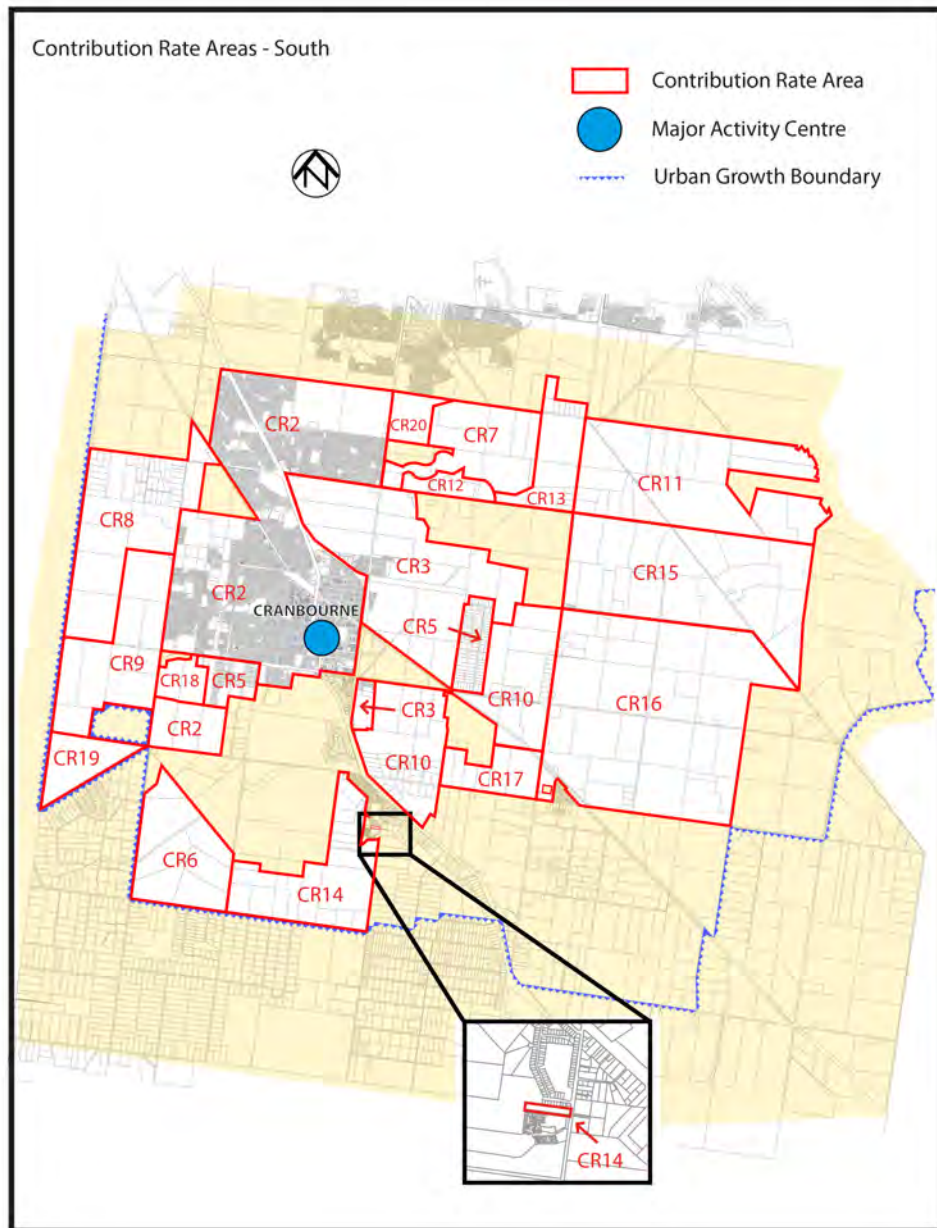 Contribution Rate Areas - South
Contribution Rate Area
Major Activity Centre
N
Urban Growth Boundary
CR2
CR20
CR7
CR12
CR13
CR11
CR8
CR3
CR15
CR2
CRANBOURNE
CR5
CR9
CR18
CR5
CR10
CR16
CR2
CR3
CR19
CR10
CR17
CR6
CR14
CR14